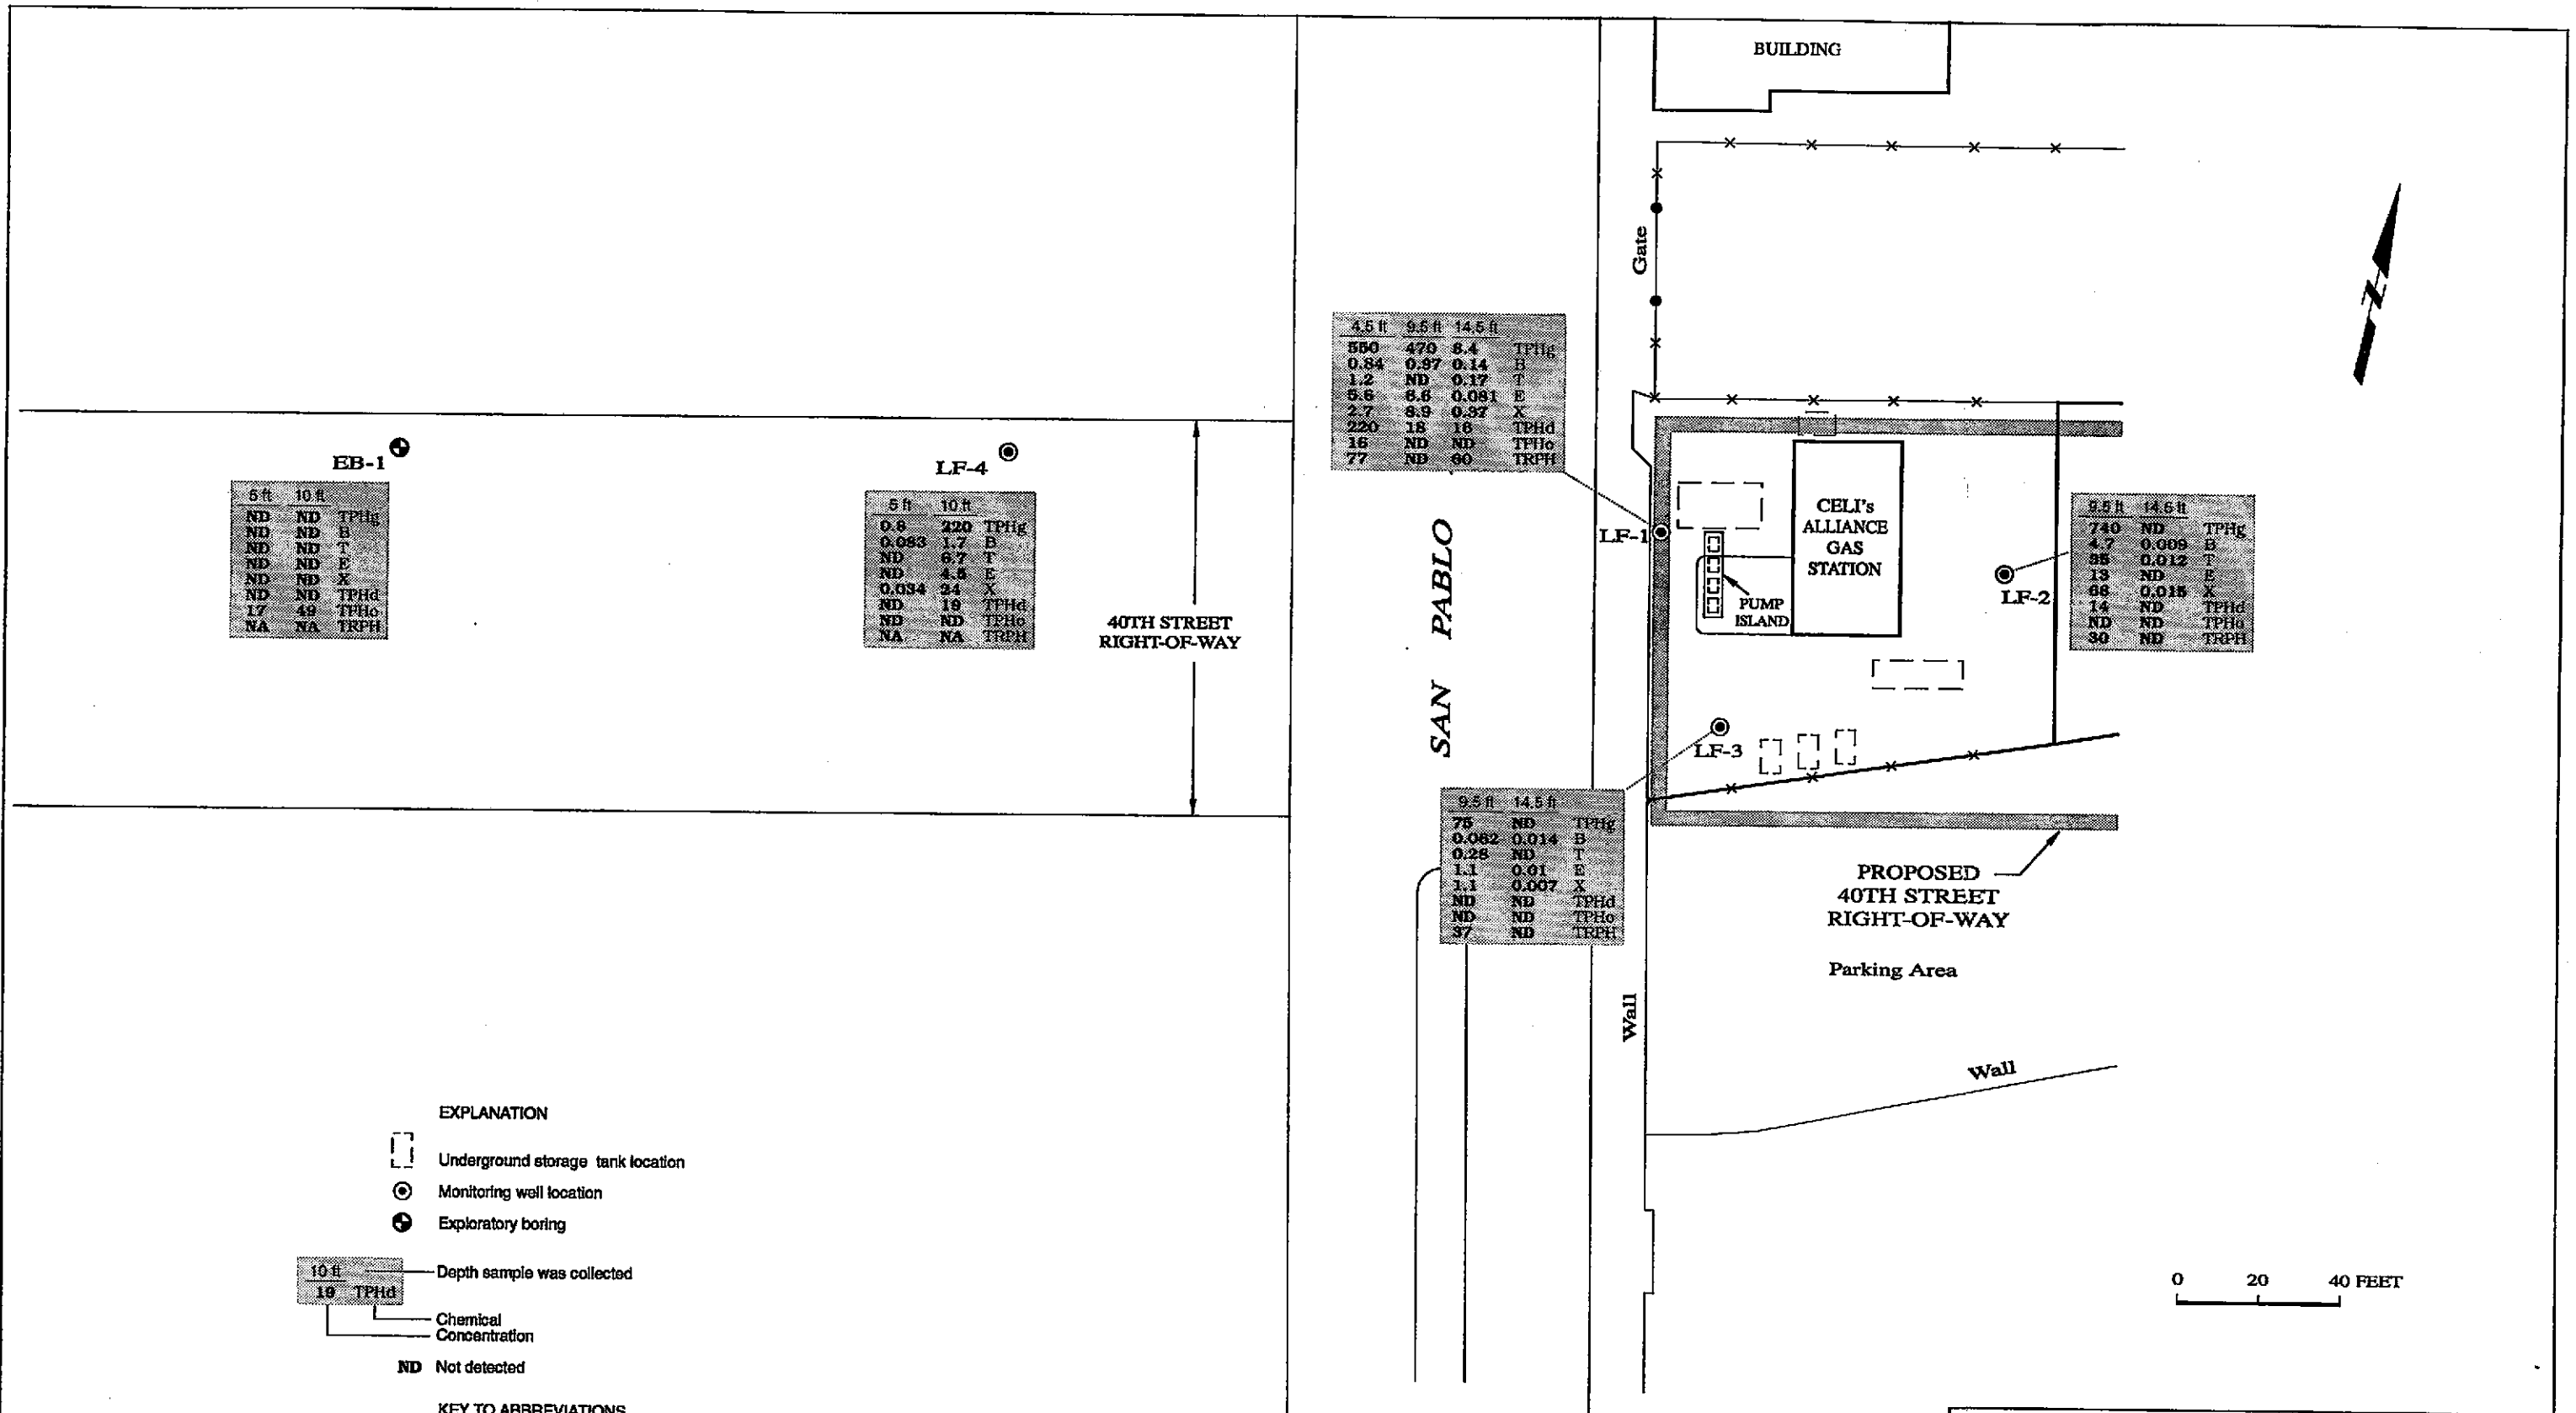 BUILDING
Gate
4.5 ft 9.5 ft 14.5 ft
550 470 8.4 TPHg
0.84 0.97 0.14 B
1.2 ND 0.17 T
5.6 6.6 0.081 E
2.7 8.9 0.37 X
220 18 16 TPHd
16 ND ND TPHo
77 ND 60 TRPH
EB-1
5 ft 10 ft
ND ND TPHg
ND ND B
ND ND T
ND ND E
ND ND X
ND ND TPHd
17 49 TPHo
NA NA TRPH
LF-4
5 ft 10 ft
0.8 220 TPHg
0.083 1.7 B
ND 6.7 T
ND 4.5 E
0.034 24 X
ND 19 TPHd
ND ND TPHo
NA NA TRPH
40TH STREET
RIGHT-OF-WAY
SAN PABLO
LF-1
CELI's
ALLIANCE
GAS
STATION
PUMP
ISLAND
LF-2
9.5 ft 14.5 ft
740 ND TPHg
4.7 0.009 B
35 0.012 T
13 ND E
68 0.015 X
14 ND TPHd
ND ND TPHo
30 ND TRPH
N
LF-3
9.5 ft 14.5 ft
75 ND TPHg
0.062 0.014 B
0.28 ND T
1.1 0.01 E
1.1 0.007 X
ND ND TPHd
ND ND TPHo
37 ND TRPH
PROPOSED
40TH STREET
RIGHT-OF-WAY
Parking Area
Wall
Wall
EXPLANATION
Underground storage tank location
Monitoring well location
Exploratory boring
10 ft
19 TPHd
Depth sample was collected
Chemical
Concentration
ND Not detected
KEY TO ABBREVIATIONS
0 20 40 FEET